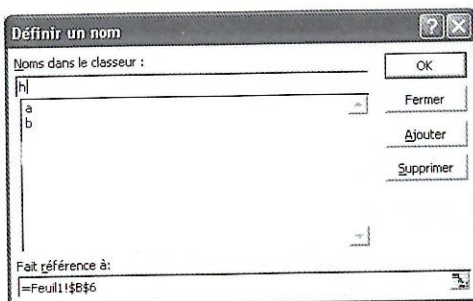 Définir un nom
Noms dans le classeur :
OK
h
Fermer
a
b
Ajouter
Supprimer
Fait référence à:
=Feuil1!$B$6